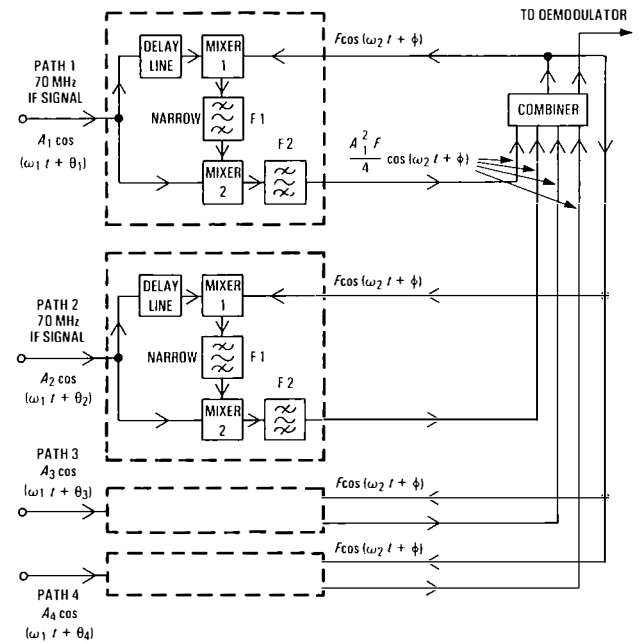 TO DEMODULATOR
PATH 1
70 MHz
IF SIGNAL
A₁ cos
(ω₁ t + θ₁)
DELAY
LINE
MIXER
1
NARROW
F1
MIXER
2
F2
Fcos (ω₂ t + ϕ)
COMBINER
A₁² F
4
cos (ω₂ t + ϕ)
PATH 2
70 MHz
IF SIGNAL
A₂ cos
(ω₁ t + θ₂)
DELAY
LINE
MIXER
1
NARROW
F1
MIXER
2
F2
Fcos (ω₂ t + ϕ)
PATH 3
A₃ cos
(ω₁ t + θ₃)
Fcos (ω₂ t + ϕ)
Fcos (ω₂ t + ϕ)
PATH 4
A₄ cos
(ω₁ t + θ₄)